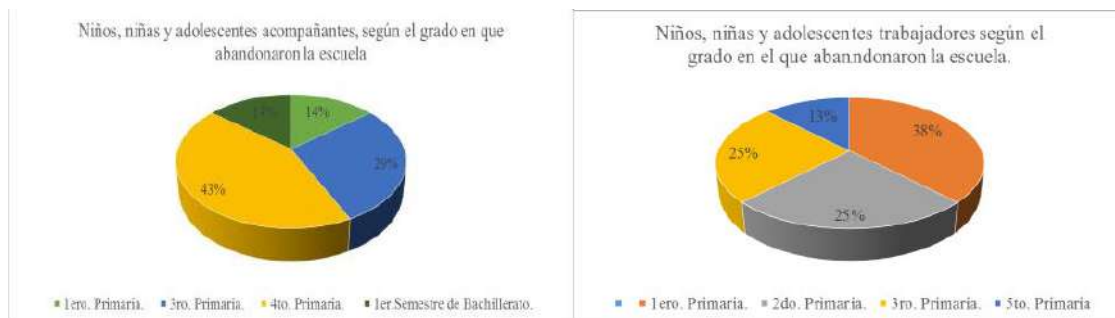 Niños, niñas y adolescentes acompañantes, según el grado en que
abandonaron la escuela
14%
29%
43%
1ero. Primaria. 3ro. Primaria. 4to. Primaria. 1er Semestre de Bachillerato.
Niños, niñas y adolescentes trabajadores según el
grado en el que abanndonaron la escuela.
13%
38%
25%
25%
1ero. Primaria. 2do. Primaria. 3ro. Primaria. 5to. Primaria